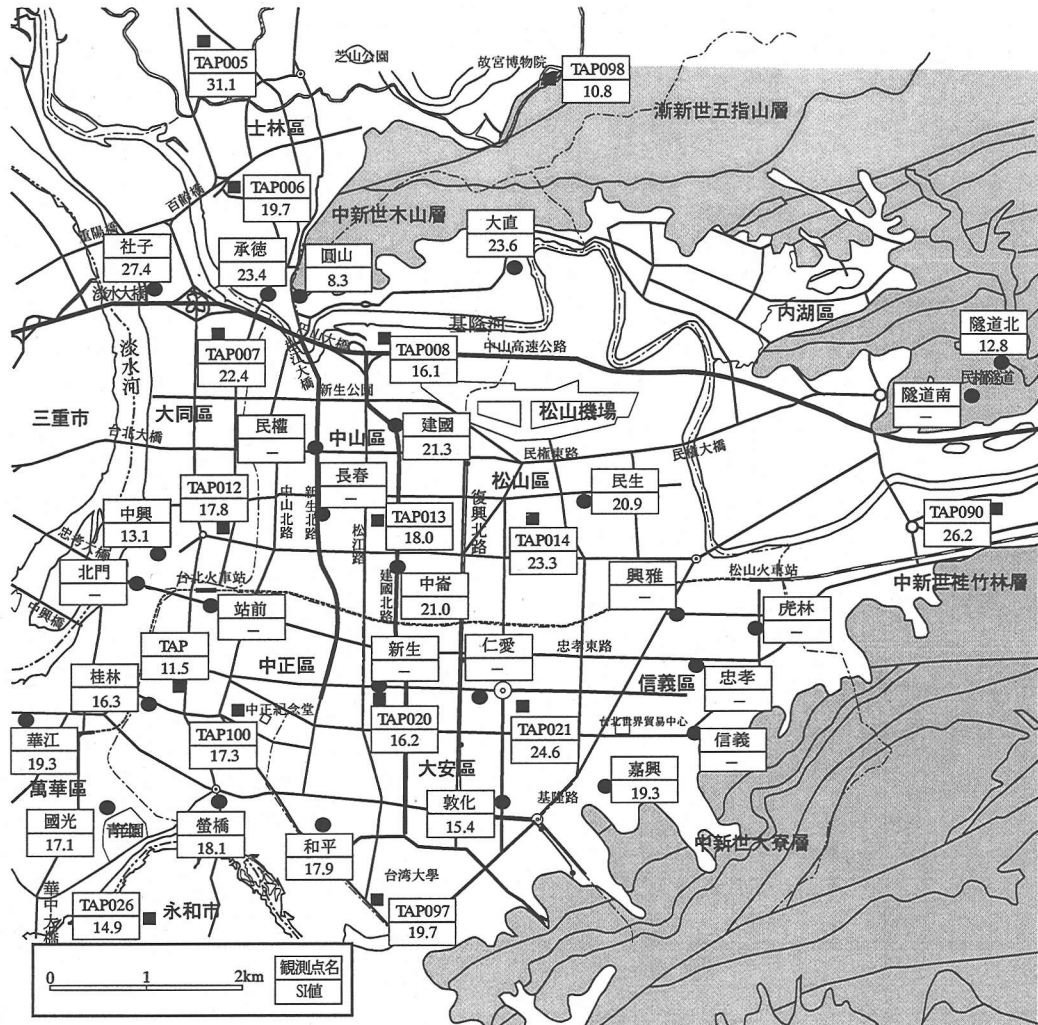 TAP005
31.1
芝山公園
故宮博物院
TAP098
10.8
漸新世五指山層
士林區
TAP006
19.7
百齡橋
中新世木山層
重陽橋
社子
27.4
承德
23.4
圓山
8.3
大直
23.6
淡水大橋
基隆河
内湖區
隧道北
12.8
淡水河
TAP007
22.4
TAP008
16.1
中山高速公路
民權隧道
新生公園
隧道南
—
三重市
大同區
民權
—
中山區
建國
21.3
松山機場
台北大橋
民權東路
民權大橋
長春
—
松山區
TAP012
17.8
中山北路
新生北路
復興北路
民生
20.9
中興
13.1
松江路
TAP013
18.0
TAP014
23.3
TAP090
26.2
忠孝大橋
北門
—
台北火車站
建國北路
中崙
21.0
興雅
—
松山火車站
中新世桂竹林層
中興橋
站前
—
虎林
—
TAP
11.5
中正區
新生
—
仁愛
—
忠孝東路
桂林
16.3
信義區
忠孝
—
中正紀念堂
TAP020
16.2
TAP021
24.6
台北世界貿易中心
華江
19.3
TAP100
17.3
信義
—
萬華區
大安區
嘉興
19.3
國光
17.1
青年公園
螢橋
18.1
和平
17.9
敦化
15.4
基隆路
中新世大寮層
華中大橋
台湾大學
TAP026
14.9
永和市
TAP097
19.7
0 1 2km
観測点名
SI値